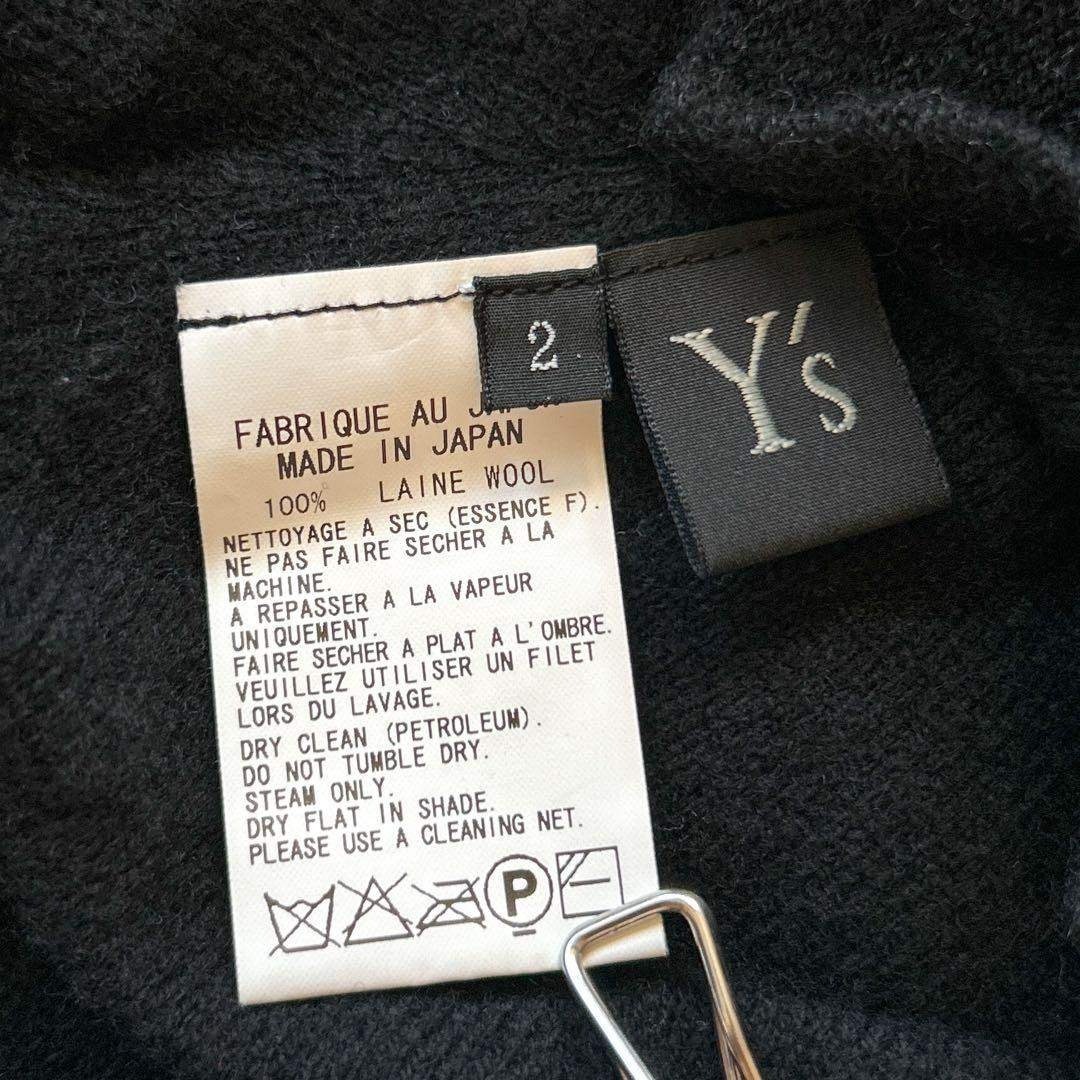 2
Y's
FABRIQUE AU
MADE IN JAPAN
100% LAINE WOOL
NETTOYAGE A SEC (ESSENCE F).
NE PAS FAIRE SECHER A LA
MACHINE.
A REPASSER A LA VAPEUR
UNIQUEMENT.
FAIRE SECHER A PLAT A L'OMBRE.
VEUILLEZ UTILISER UN FILET
LORS DU LAVAGE.
DRY CLEAN (PETROLEUM).
DO NOT TUMBLE DRY.
STEAM ONLY.
DRY FLAT IN SHADE.
PLEASE USE A CLEANING NET.
P